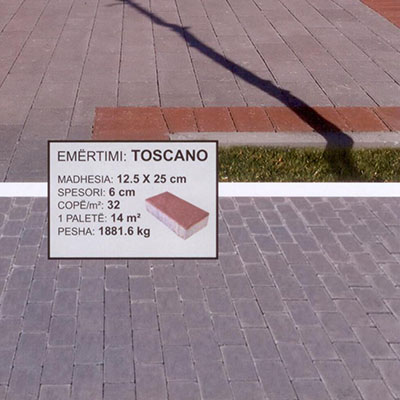 EMËRTIMI: TOSCANO
MADHESIA: 12.5 X 25 cm
SPESORI: 6 cm
COPË/m²: 32
1 PALETË: 14 m²
PESHA: 1881.6 kg